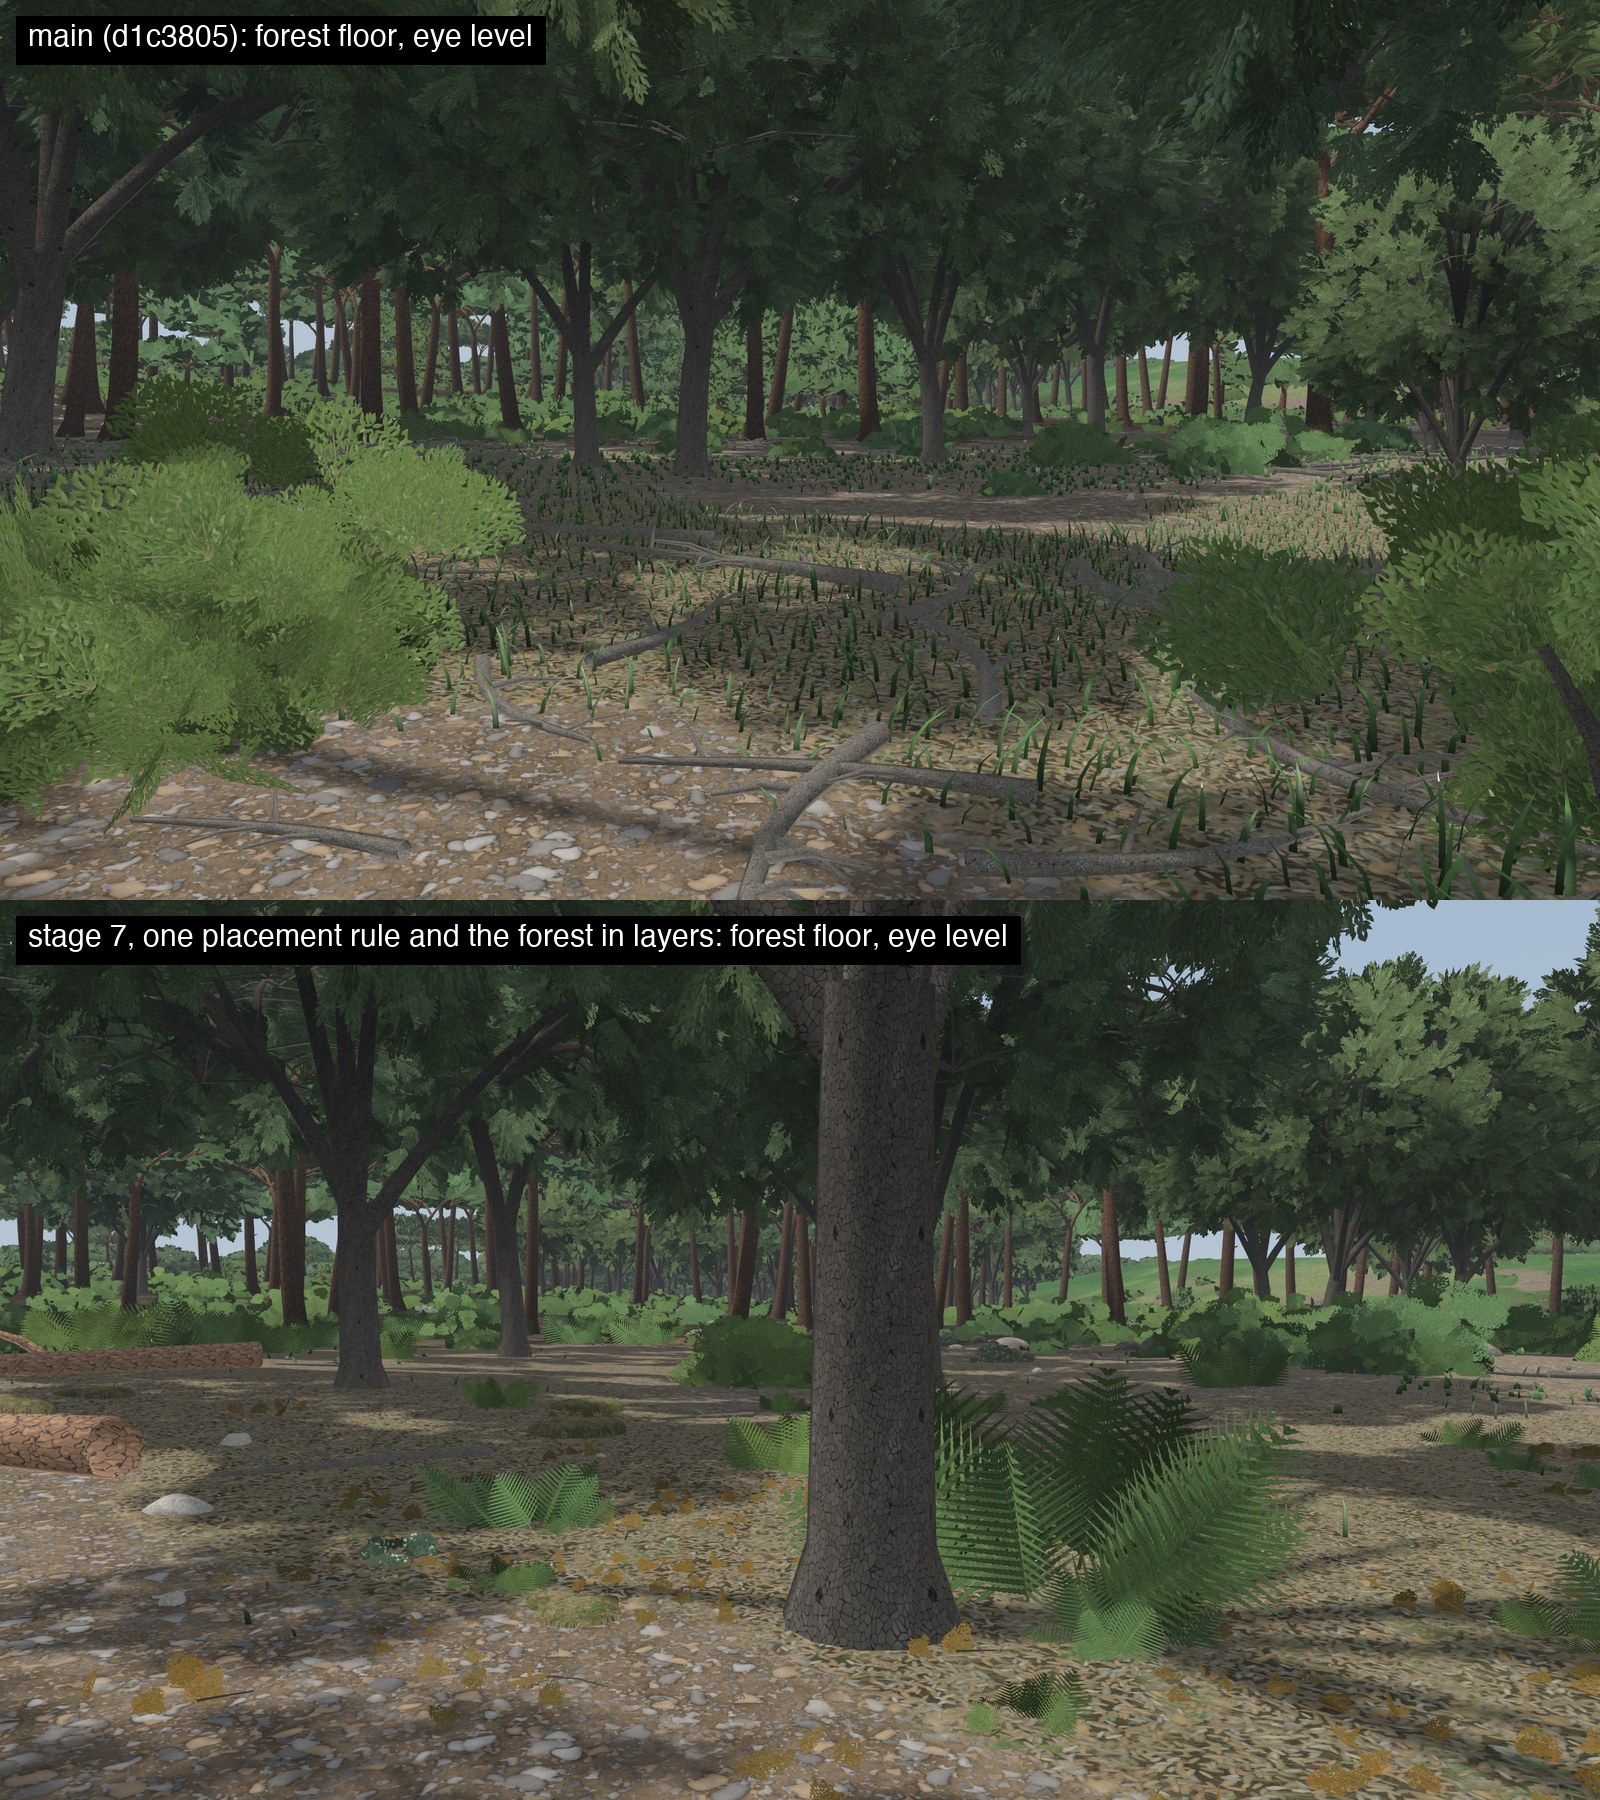 main (d1c3805): forest floor, eye level
stage 7, one placement rule and the forest in layers: forest floor, eye level